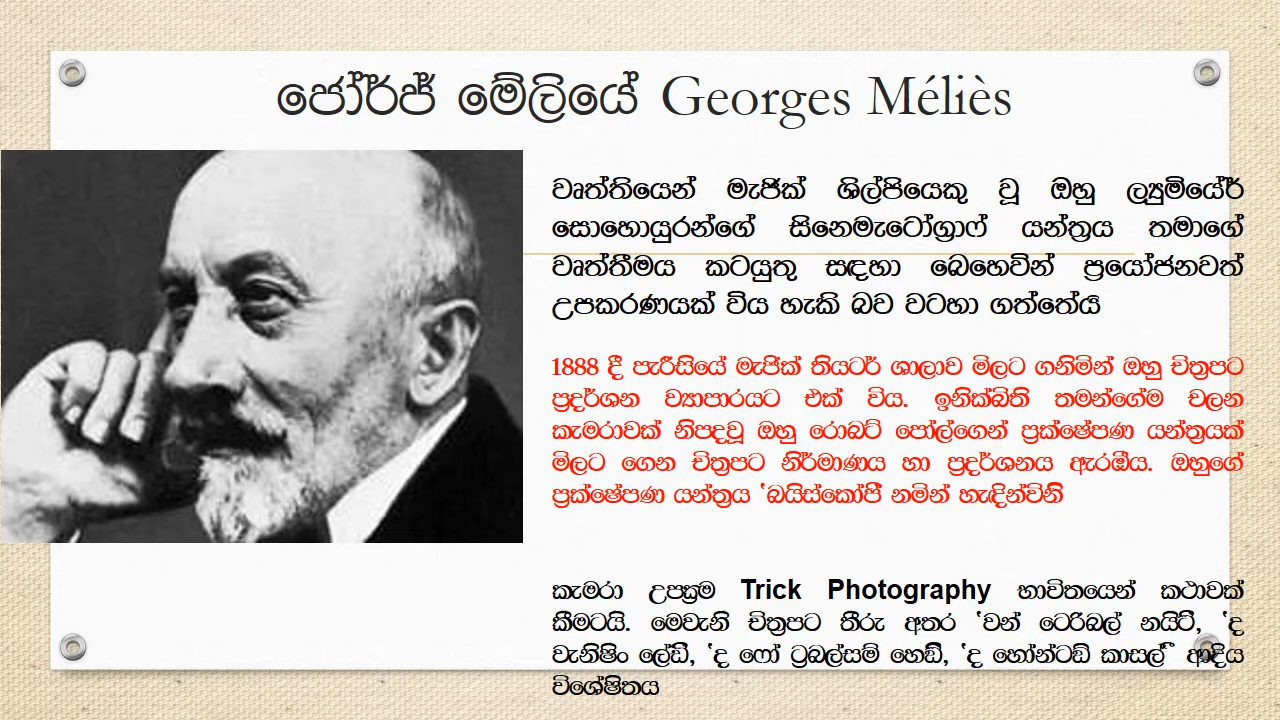 ජෝර්ජ් මේලියේ Georges Méliès
වෘත්තියෙන් මැජික් ශිල්පියෙකු වූ ඔහු ල්‍යුමියේර්
සොහොයුරන්ගේ සිනෙමැටෝග්‍රාෆ් යන්ත්‍රය තමාගේ
වෘත්තීමය කටයුතු සඳහා බෙහෙවින් ප්‍රයෝජනවත්
උපකරණයක් විය හැකි බව වටහා ගත්තේය
1888 දී පැරීසියේ මැජික් තියටර් ශාලාව මිලට ගනිමින් ඔහු චිත්‍රපට
ප්‍රදර්ශන ව්‍යාපාරයට එක් විය. ඉනික්බිති තමන්ගේම චලන
කැමරාවක් නිපදවූ ඔහු රොබට් පෝල්ගෙන් ප්‍රක්ෂේපණ යන්ත්‍රයක්
මිලට ගෙන චිත්‍රපට නිර්මාණය හා ප්‍රදර්ශනය ඇරඹීය. ඔහුගේ
ප්‍රක්ෂේපණ යන්ත්‍රය ‘බයිස්කෝප්’ නමින් හැඳින්විනි
කැමරා උපක්‍රම Trick Photography භාවිතයෙන් කථාවක්
කීමටයි. මෙවැනි චිත්‍රපට තීරු අතර ‘වන් ටෙරිබල් නයිට්’, ‘ද
වැනිෂිං ලේඩි’, ‘ද ෆෝ ට්‍රබල්සම් හෙඩ්’, ‘ද හෝන්ටඩ් කාසල්’ ආදිය
විශේෂිතය